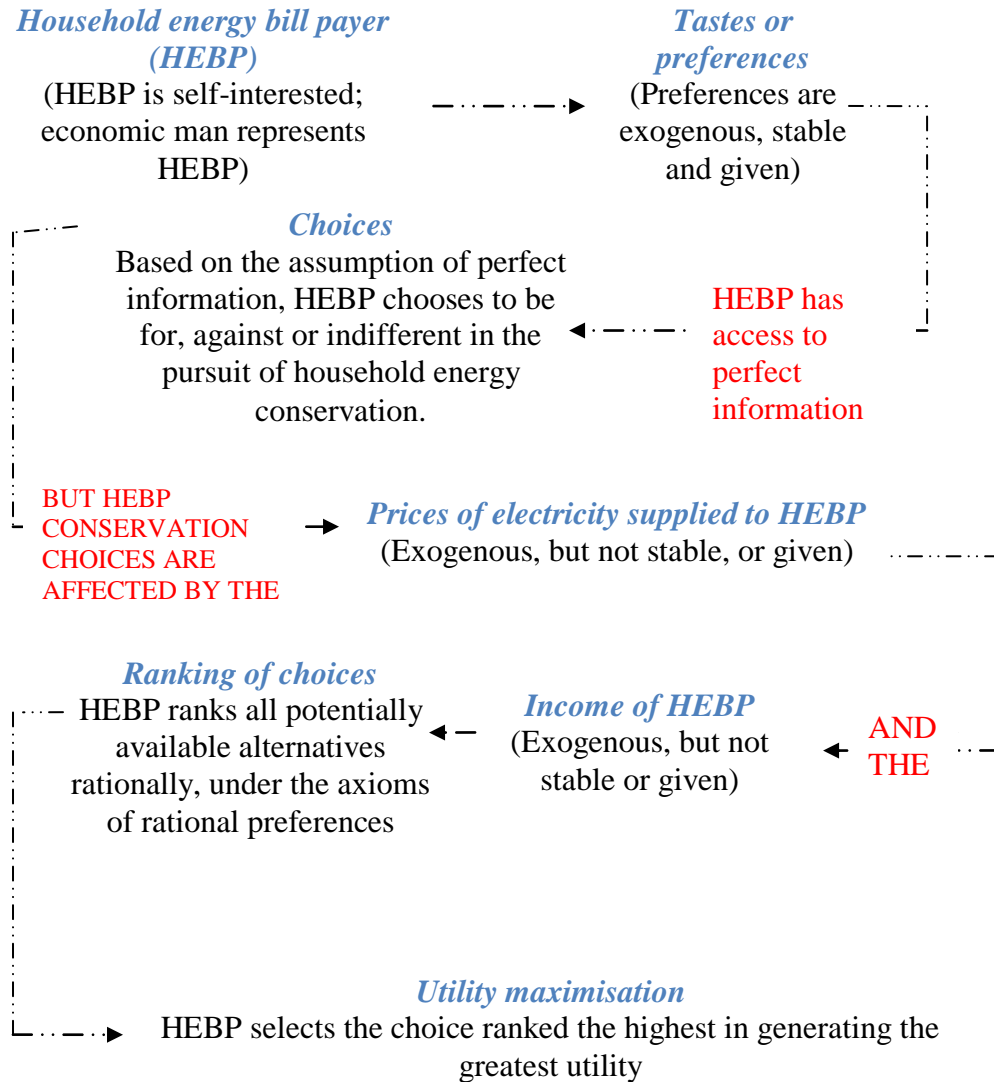 Household energy bill payer
(HEBP)
(HEBP is self-interested;
economic man represents
HEBP)
Tastes or
preferences
(Preferences are
exogenous, stable
and given)
HEBP has
access to
perfect
information
Choices
Based on the assumption of perfect
information, HEBP chooses to be
for, against or indifferent in the
pursuit of household energy
conservation.
BUT HEBP
CONSERVATION
CHOICES ARE
AFFECTED BY THE
Prices of electricity supplied to HEBP
(Exogenous, but not stable, or given)
AND
THE
Income of HEBP
(Exogenous, but not
stable or given)
Ranking of choices
HEBP ranks all potentially
available alternatives
rationally, under the axioms
of rational preferences
Utility maximisation
HEBP selects the choice ranked the highest in generating the
greatest utility